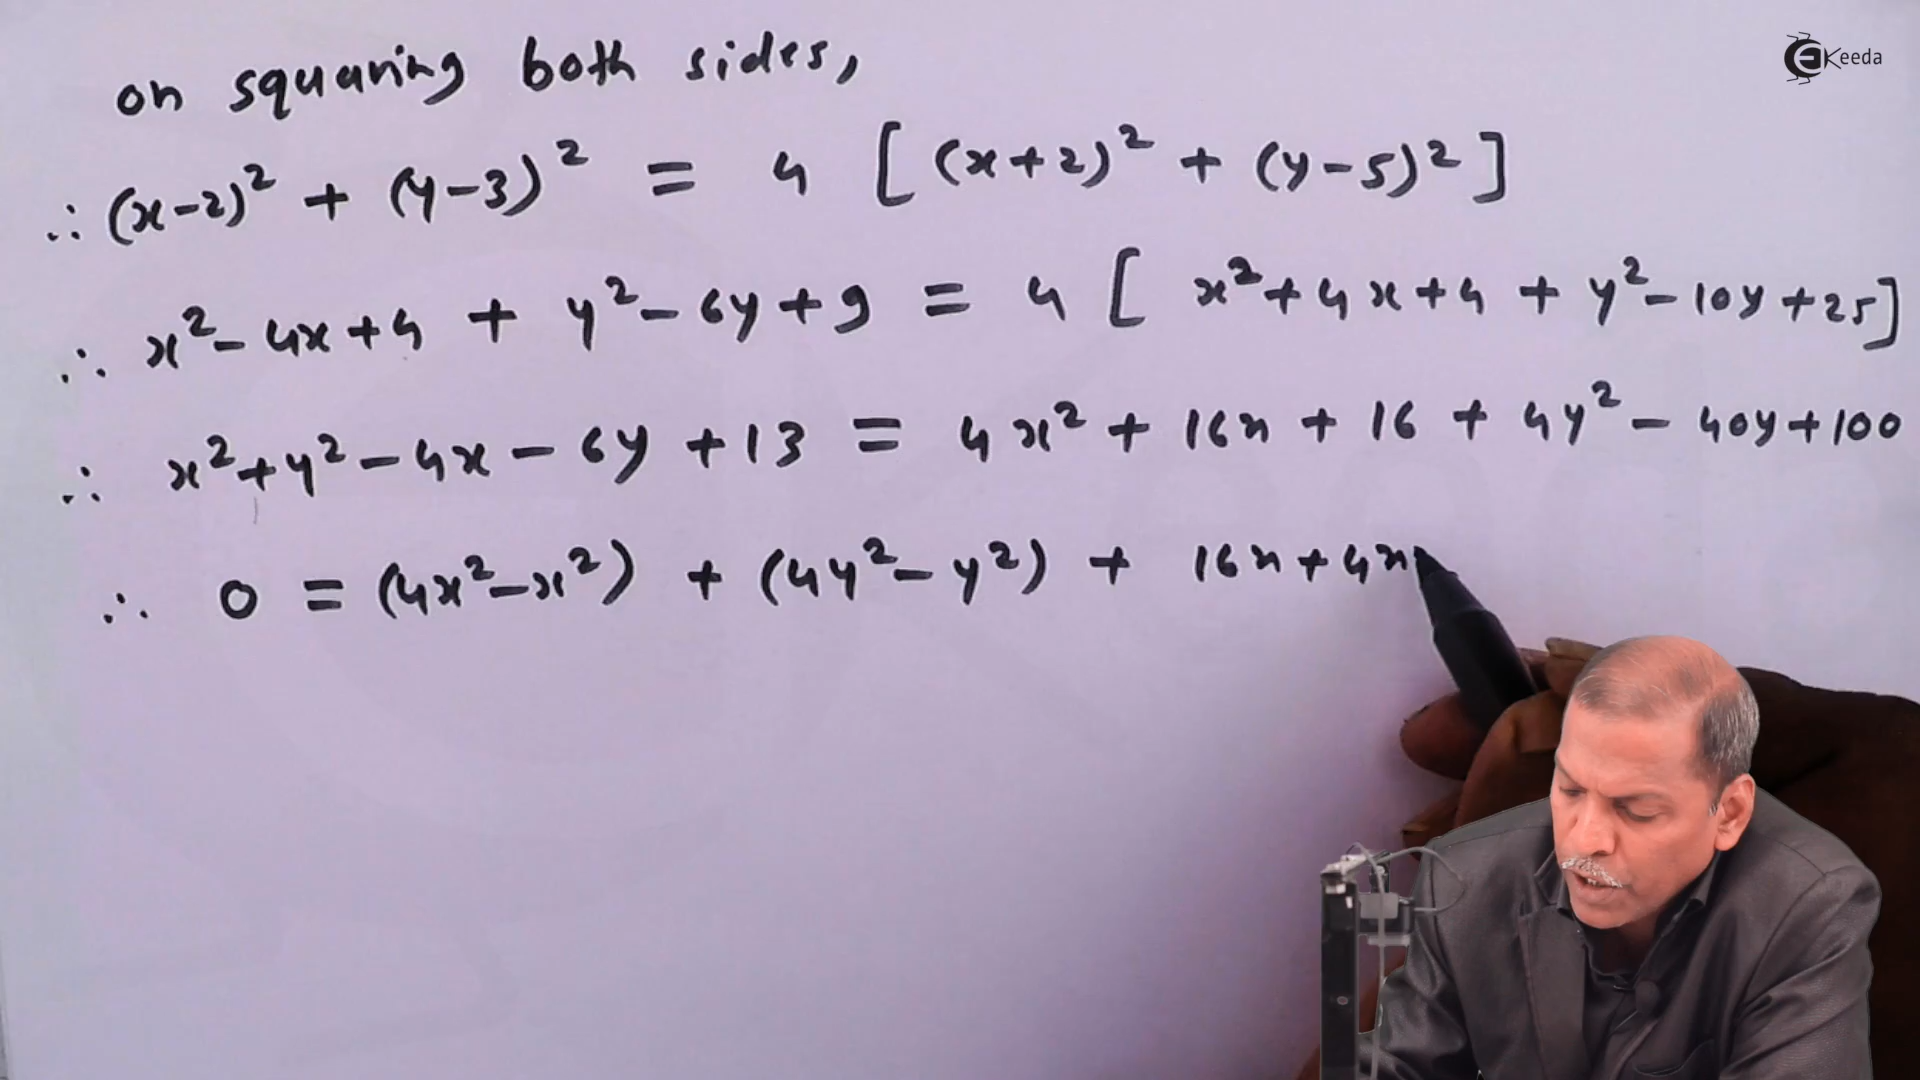 EKeeda
on squaring both sides,
∴ (x-2)² + (y-3)² = 4 [ (x+2)² + (y-5)² ]
∴ x² - 4x + 4 + y² - 6y + 9 = 4 [ x² + 4x + 4 + y² - 10y + 25 ]
∴ x² + y² - 4x - 6y + 13 = 4x² + 16x + 16 + 4y² - 40y + 100
∴ 0 = (4x² - x²) + (4y² - y²) + 16x + 4x